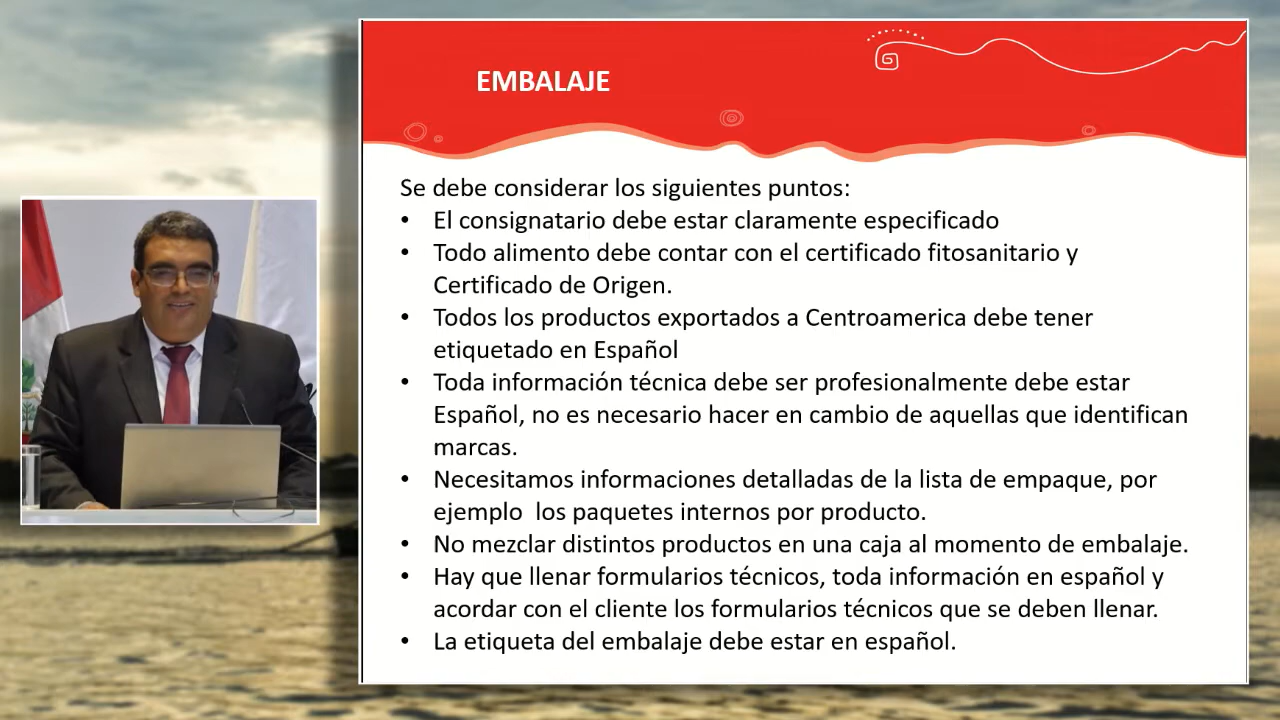 EMBALAJE
Se debe considerar los siguientes puntos:
• El consignatario debe estar claramente especificado
• Todo alimento debe contar con el certificado fitosanitario y
Certificado de Origen.
• Todos los productos exportados a Centroamerica debe tener
etiquetado en Español
• Toda información técnica debe ser profesionalmente debe estar
Español, no es necesario hacer en cambio de aquellas que identifican
marcas.
• Necesitamos informaciones detalladas de la lista de empaque, por
ejemplo  los paquetes internos por producto.
• No mezclar distintos productos en una caja al momento de embalaje.
• Hay que llenar formularios técnicos, toda información en español y
acordar con el cliente los formularios técnicos que se deben llenar.
• La etiqueta del embalaje debe estar en español.